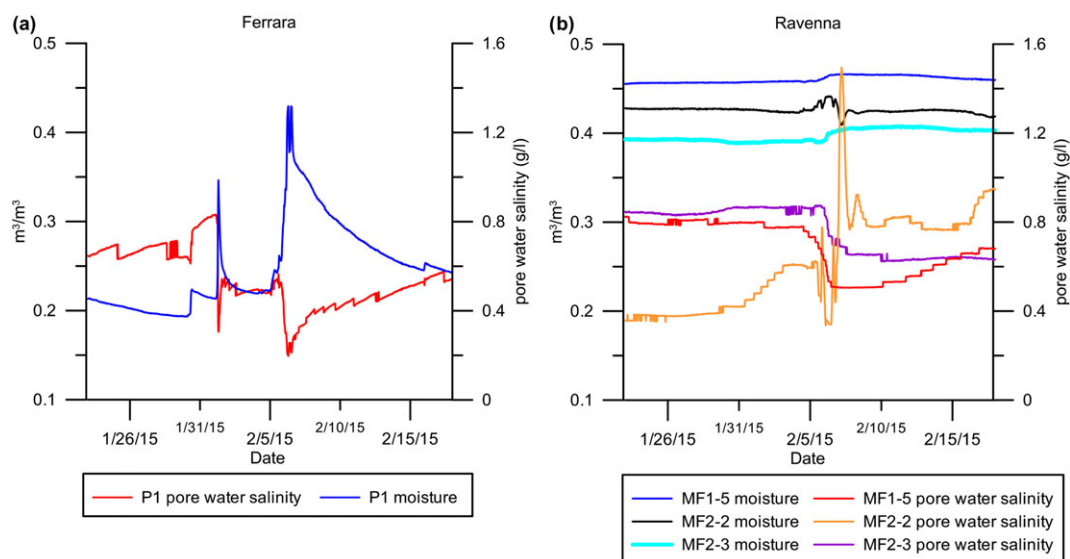 (a)
Ferrara
0.5
0.4
0.3
0.2
0.1
m³/m³
1.6
1.2
0.8
0.4
0
pore water salinity (g/l)
1/26/15
1/31/15
2/5/15
2/10/15
2/15/15
Date
P1 pore water salinity
P1 moisture
(b)
Ravenna
0.5
0.4
0.3
0.2
0.1
m³/m³
1.6
1.2
0.8
0.4
0
pore water salinity (g/l)
1/26/15
1/31/15
2/5/15
2/10/15
2/15/15
Date
MF1-5 moisture
MF1-5 pore water salinity
MF2-2 moisture
MF2-2 pore water salinity
MF2-3 moisture
MF2-3 pore water salinity